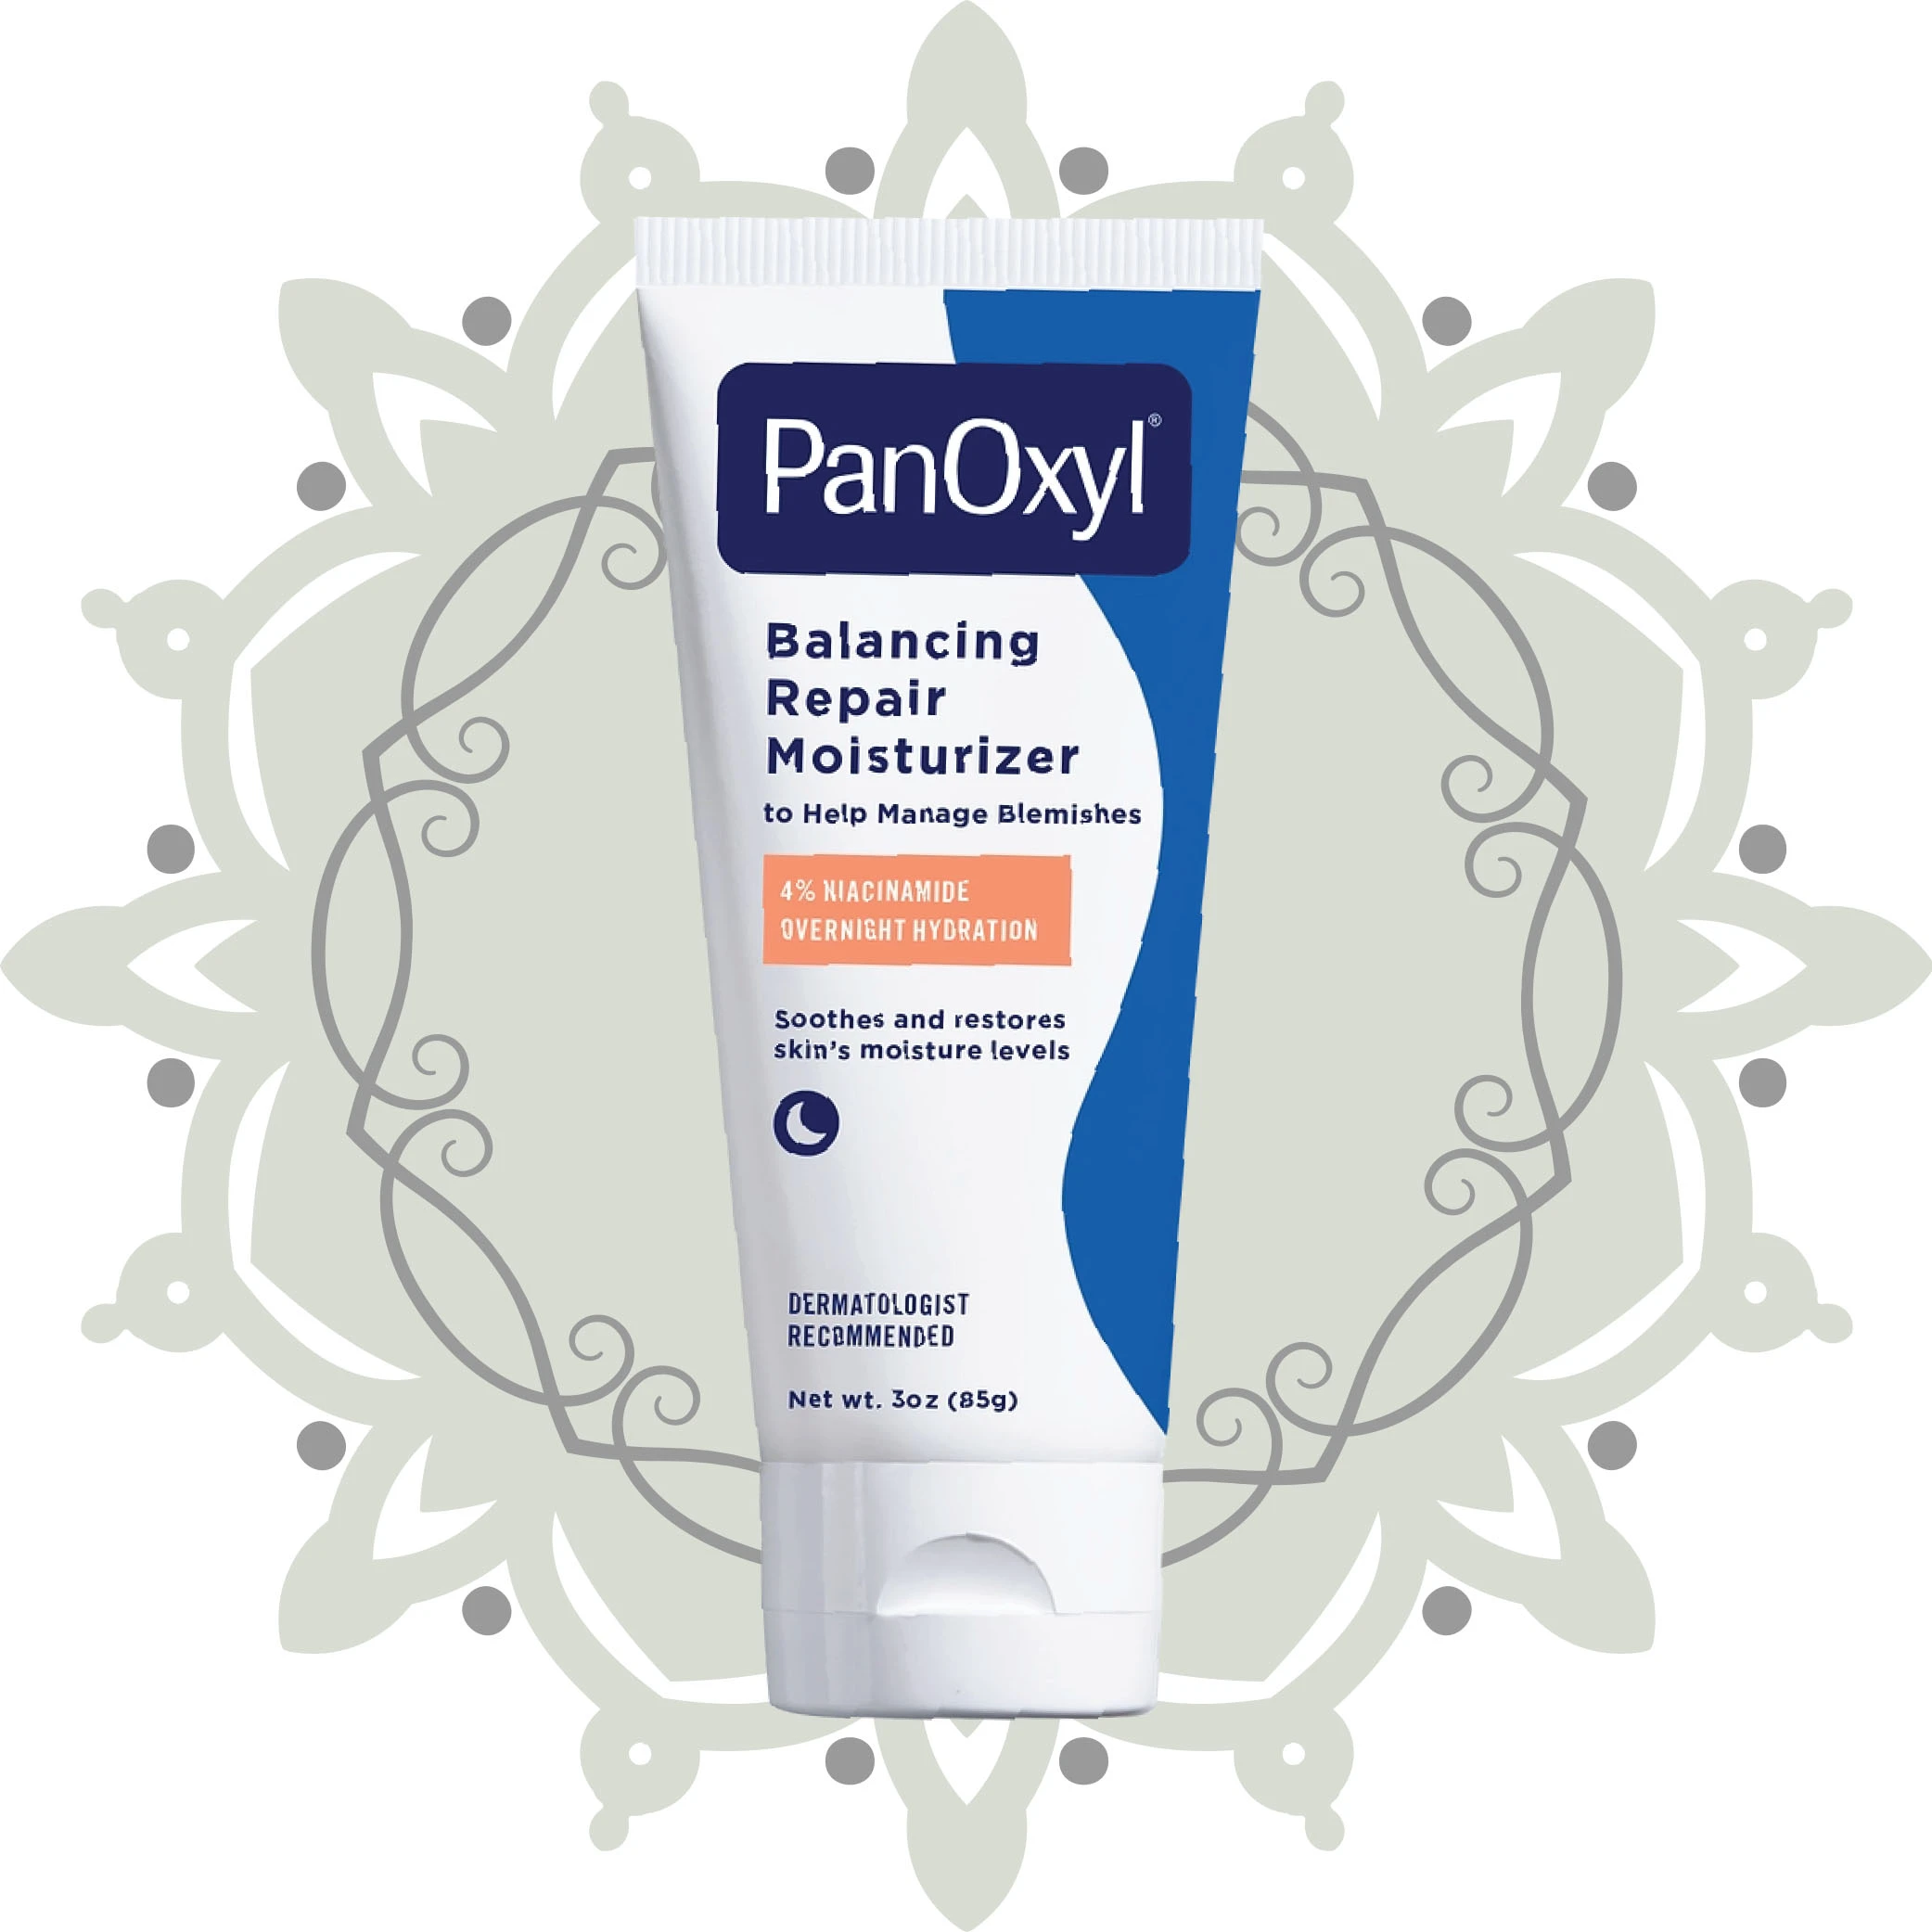 PanOxyl®
Balancing
Repair
Moisturizer
to Help Manage Blemishes
4% NIACINAMIDE
OVERNIGHT HYDRATION
Soothes and restores
skin's moisture levels
DERMATOLOGIST
RECOMMENDED
Net wt. 3oz (85g)